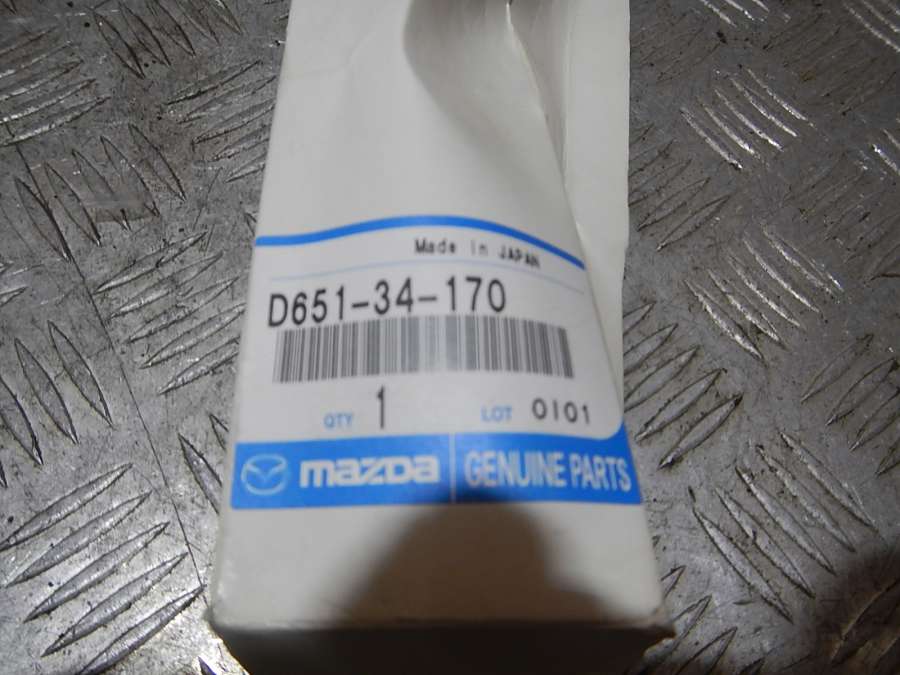 Made in JAPAN
D651-34-170
QTY 1 LOT 0101
mazda GENUINE PARTS